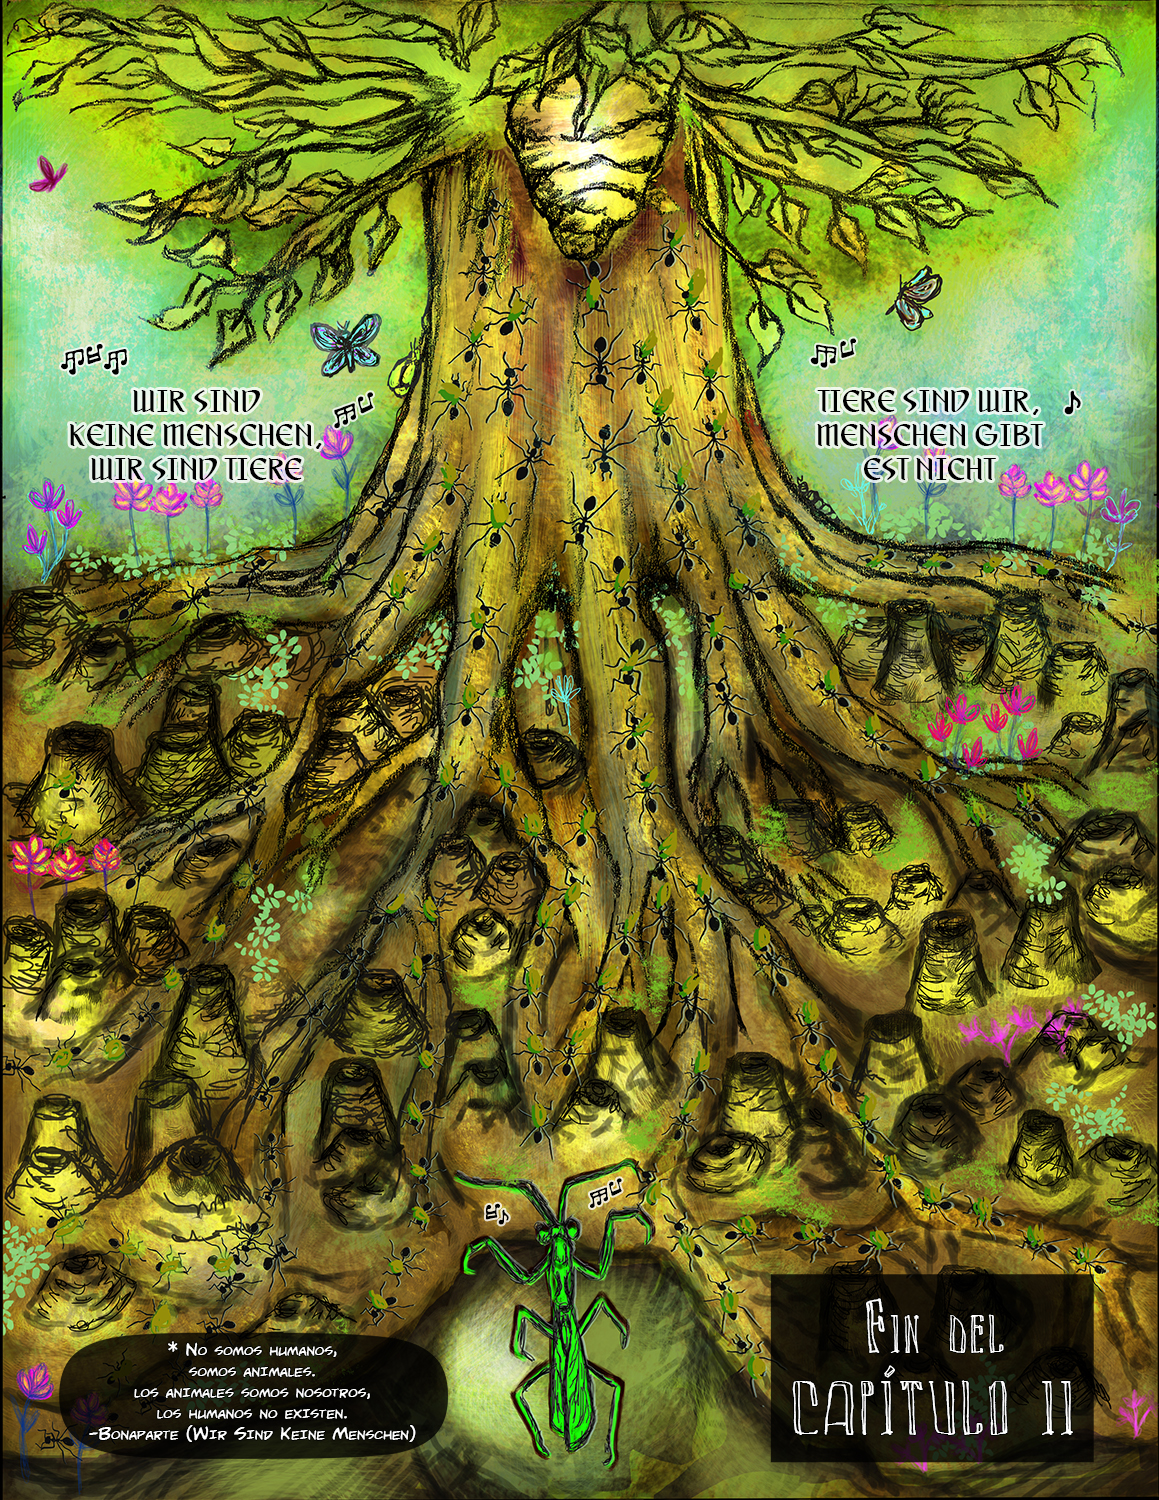 WIR SIND
KEINE MENSCHEN,
WIR SIND TIERE
TIERE SIND WIR,
MENSCHEN GIBT
EST NICHT
* No somos humanos,
somos animales.
los animales somos nosotros,
los humanos no existen.
-Bonaparte (Wir Sind Keine Menschen)
Fin del
CAPÍTULO II